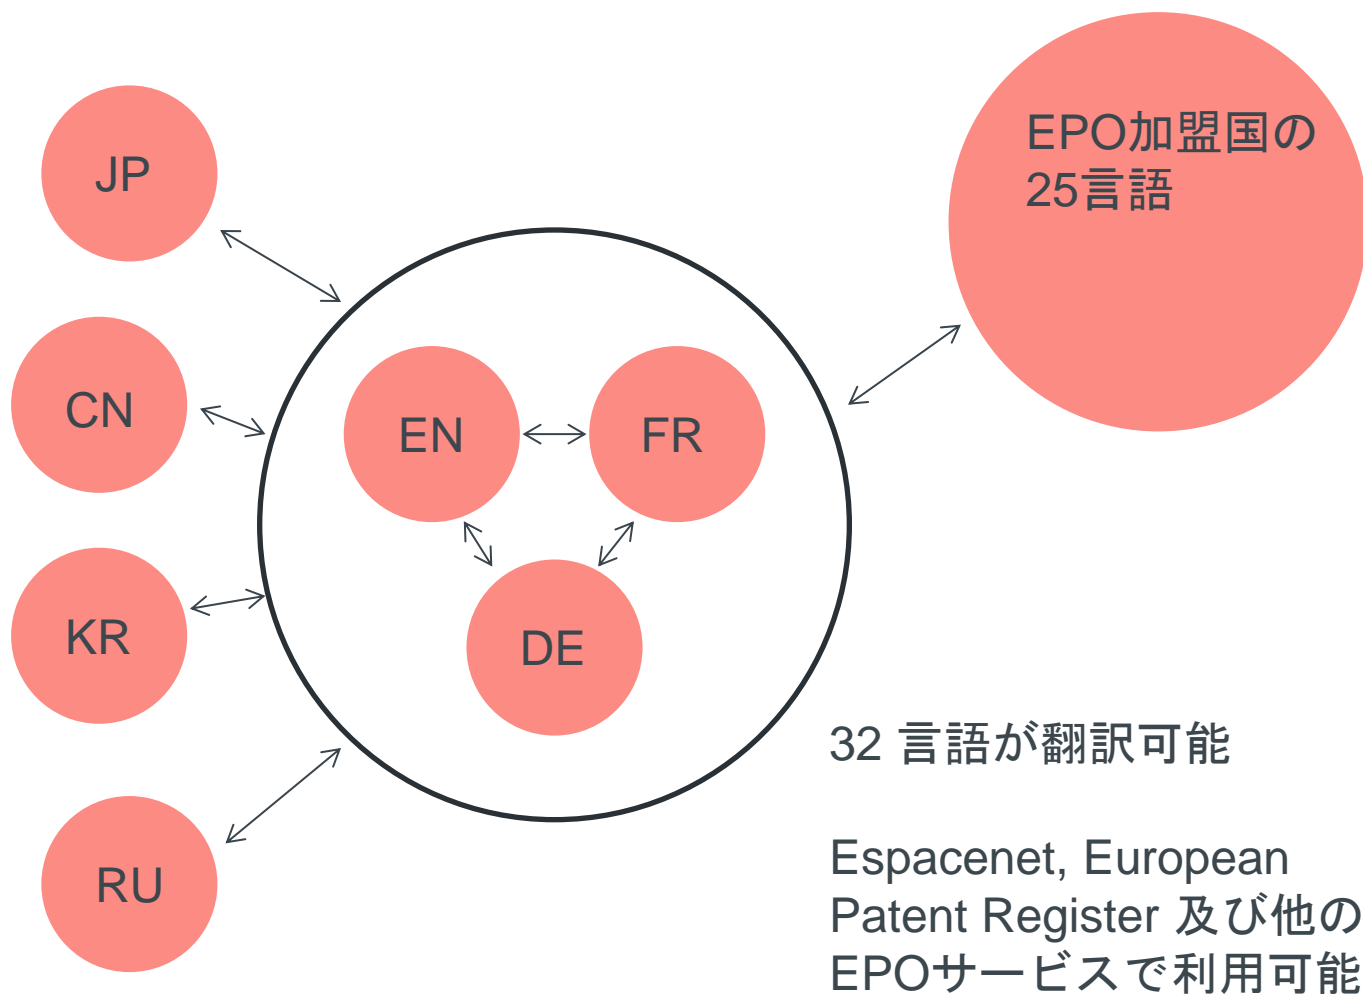 JP
EPO加盟国の
25言語
CN
EN
FR
KR
DE
32 言語が翻訳可能
RU
Espacenet, European
Patent Register 及び他の
EPOサービスで利用可能